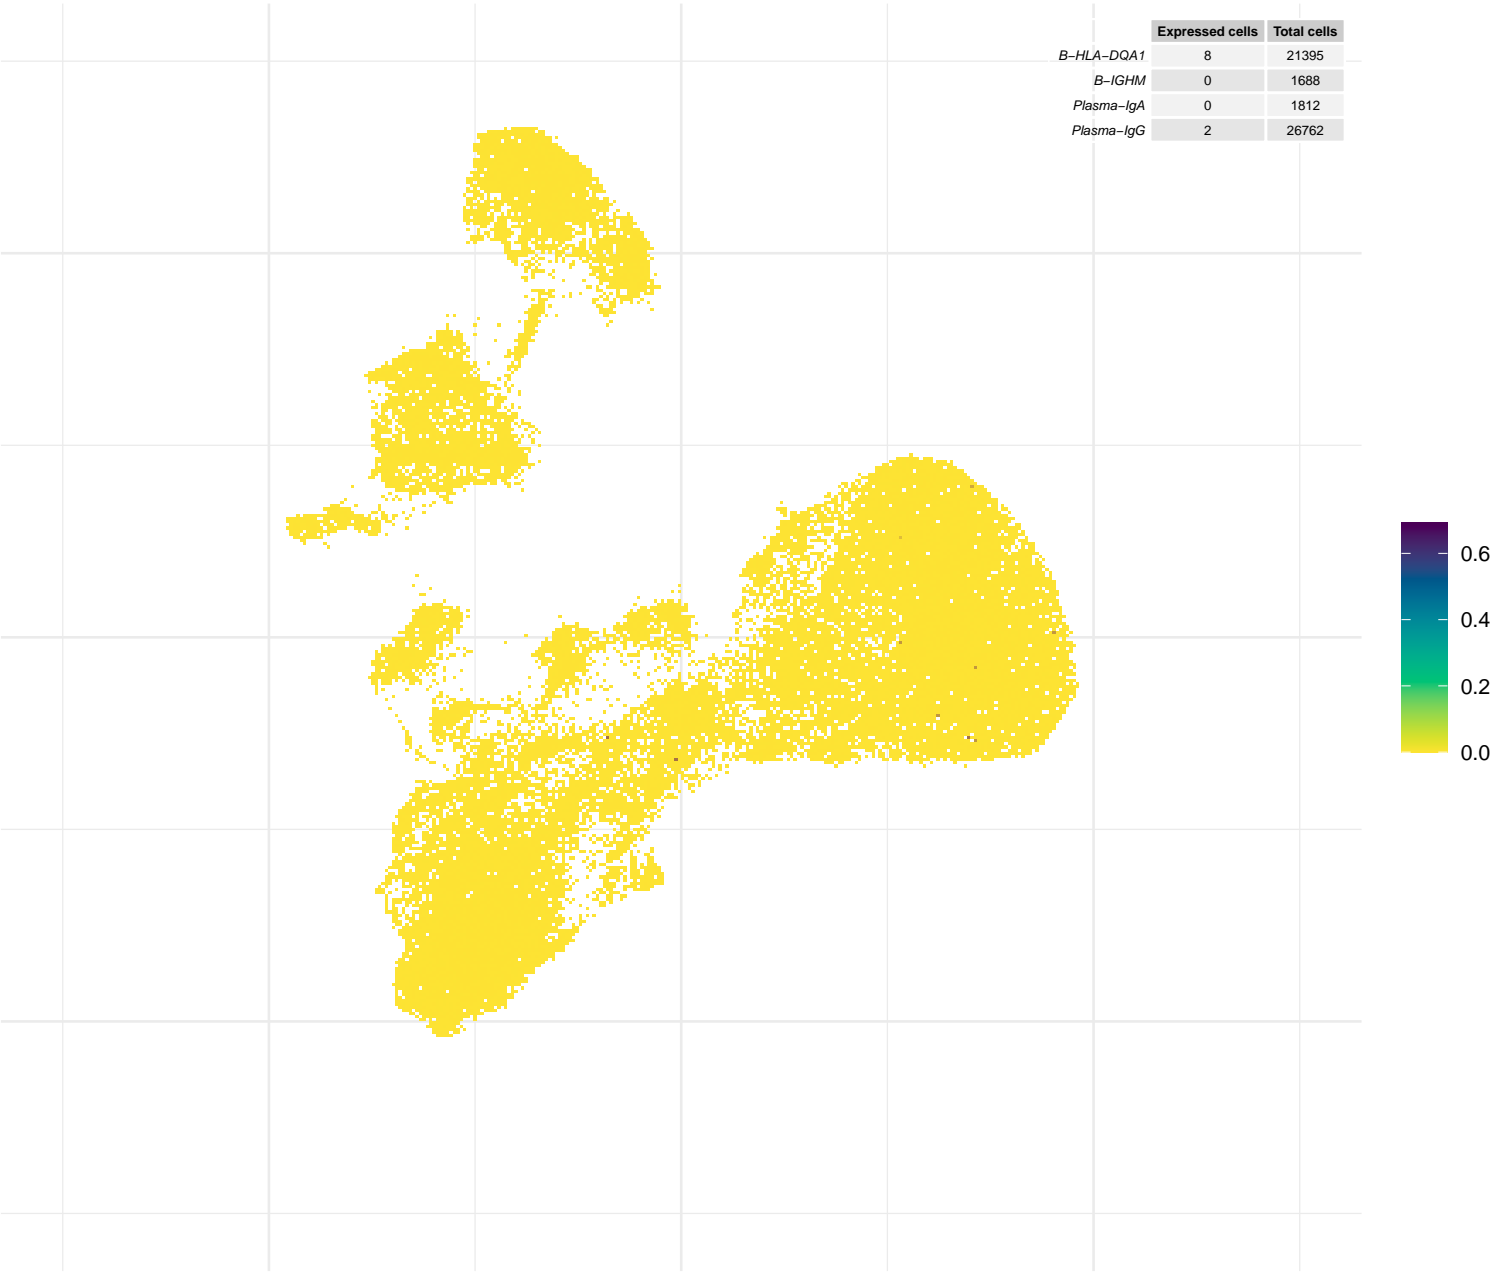 Expressed cells Total cells
B−HLA−DQA1 8 21395
B−IGHM 0 1688
Plasma−IgA 0 1812
Plasma−IgG 2 26762
0.6
0.4
0.2
0.0